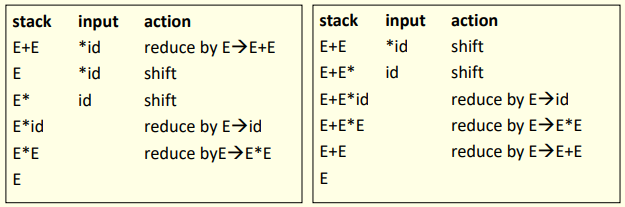 stack input action
E+E *id reduce by E→E+E
E *id shift
E* id shift
E*id reduce by E→id
E*E reduce byE→E*E
E
stack input action
E+E *id shift
E+E* id shift
E+E*id reduce by E→id
E+E*E reduce by E→E*E
E+E reduce by E→E+E
E